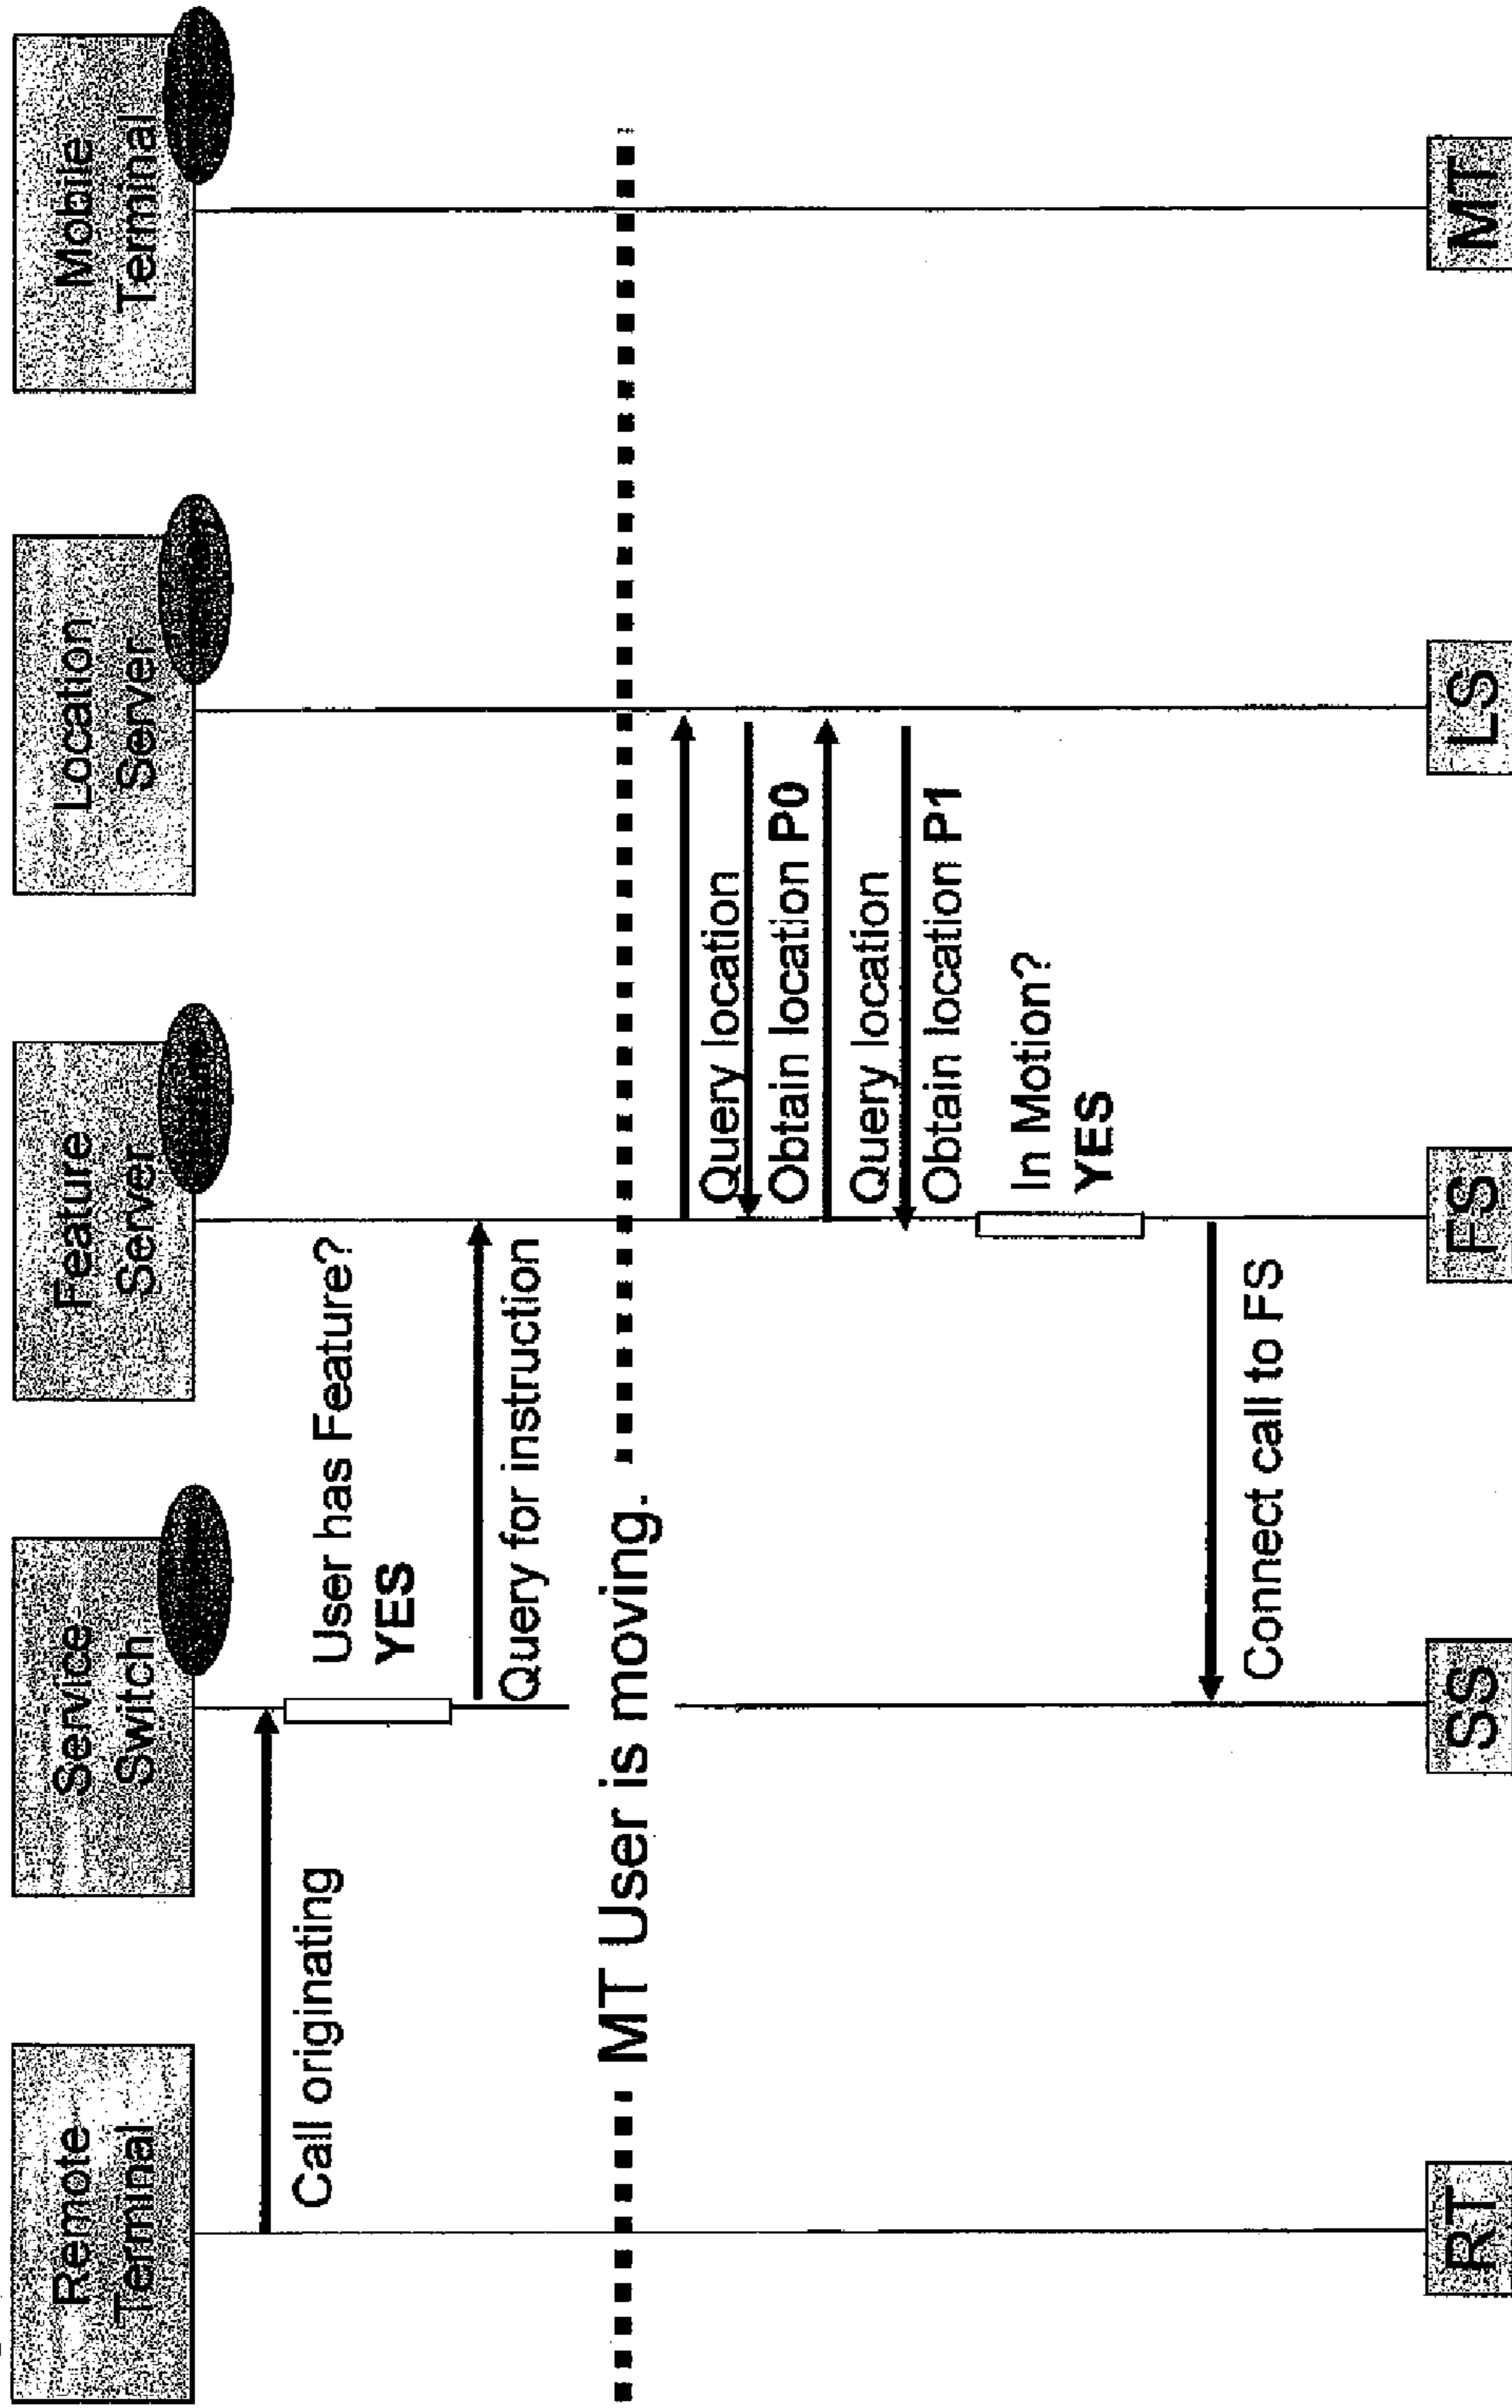 Remote
Terminal
Service
Switch
Feature
Server
Location
Server
Mobile
Terminal
Call originating
User has Feature?
YES
Query for instruction
MT User is moving.
Query location
Obtain location P0
Query location
Obtain location P1
In Motion?
YES
Connect call to FS
RT
SS
FS
LS
MT